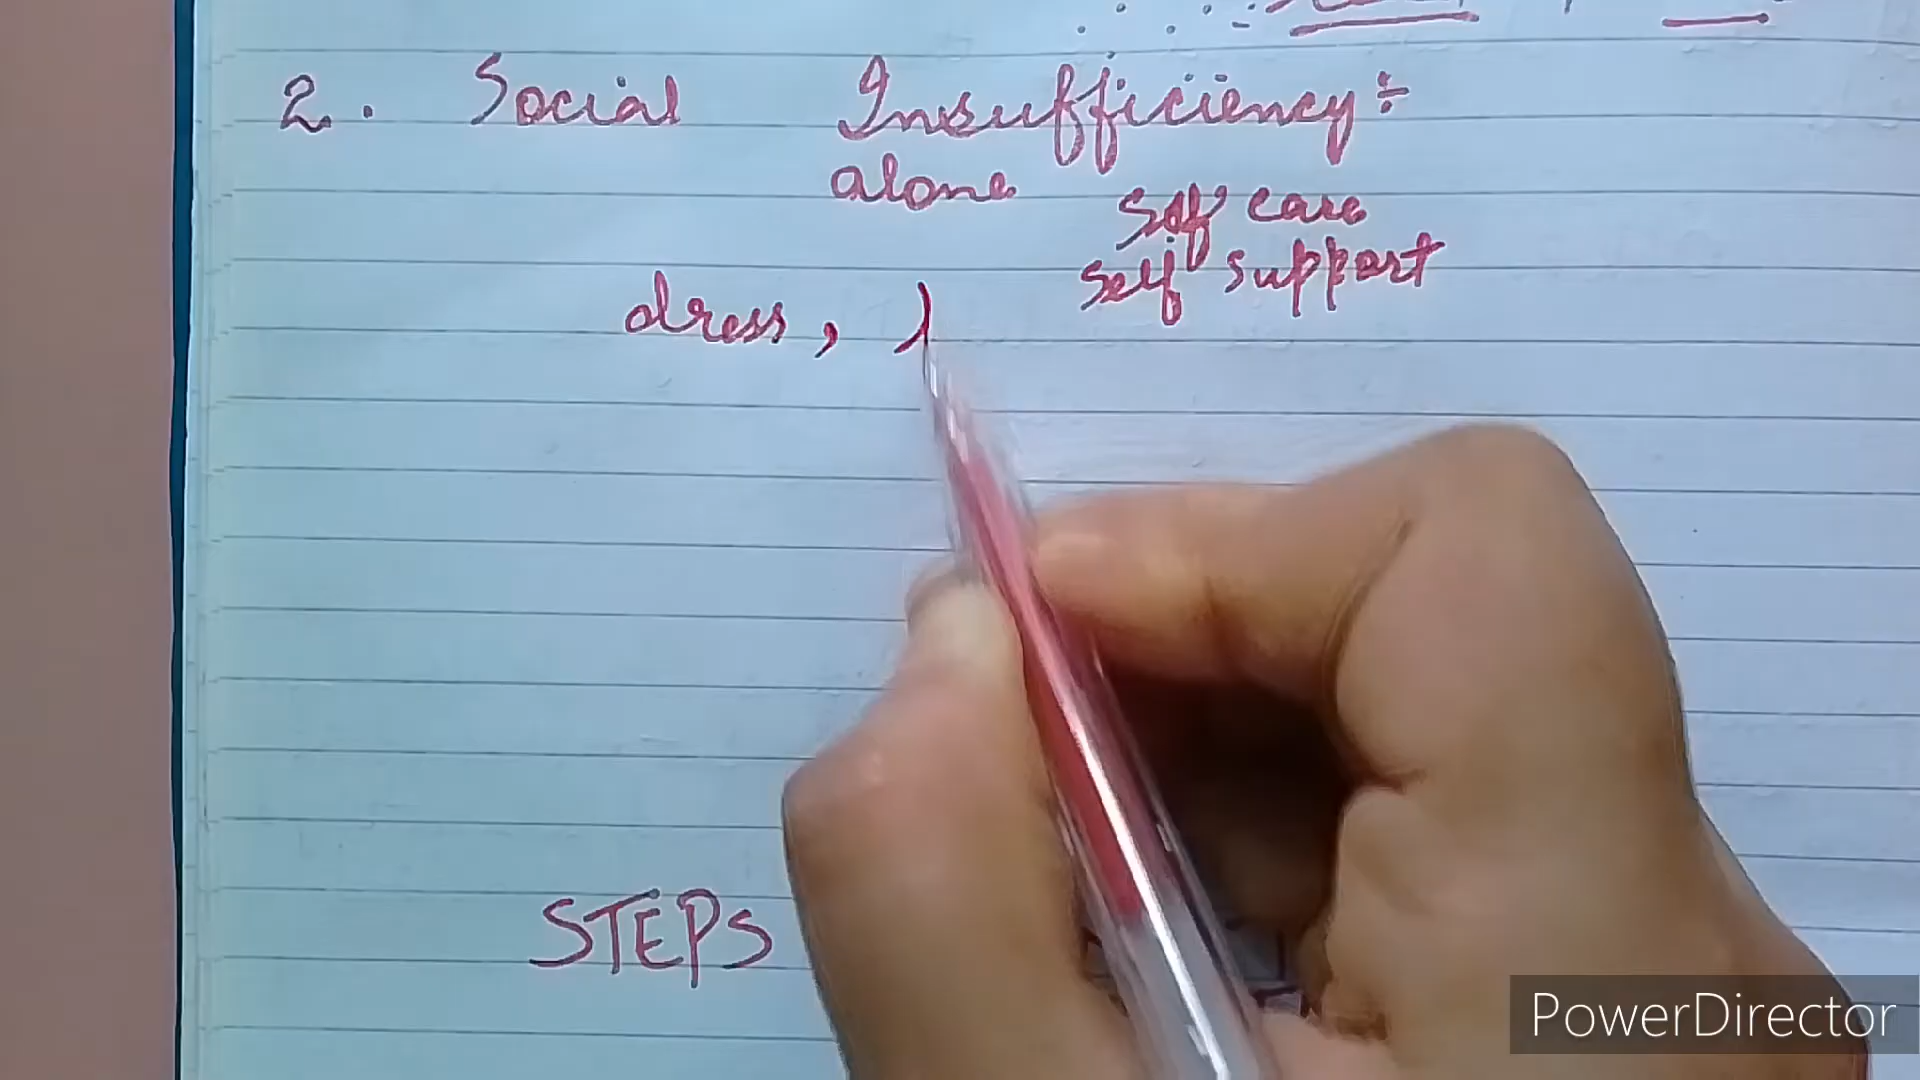 2. Social Insufficiency:-
alone self care
self support
dress,
STEPS
PowerDirector